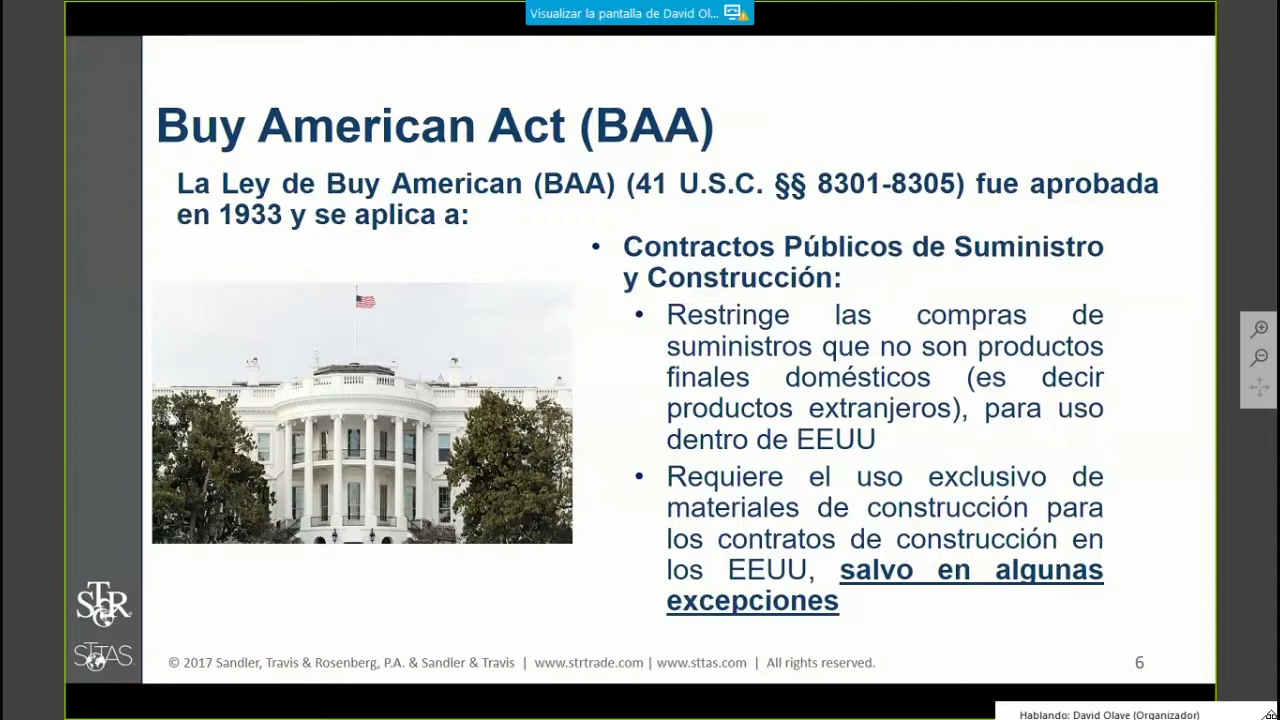 Visualizar la pantalla de David Ol...
Buy American Act (BAA)
La Ley de Buy American (BAA) (41 U.S.C. §§ 8301-8305) fue aprobada
en 1933 y se aplica a:
• Contractos Públicos de Suministro
y Construcción:
• Restringe las compras de
suministros que no son productos
finales domésticos (es decir
productos extranjeros), para uso
dentro de EEUU
• Requiere el uso exclusivo de
materiales de construcción para
los contratos de construcción en
los EEUU, salvo en algunas
excepciones
STR
STTAS
© 2017 Sandler, Travis & Rosenberg, P.A. & Sandler & Travis | www.strtrade.com | www.sttas.com | All rights reserved.
6
Hablando: David Olave (Organizador)